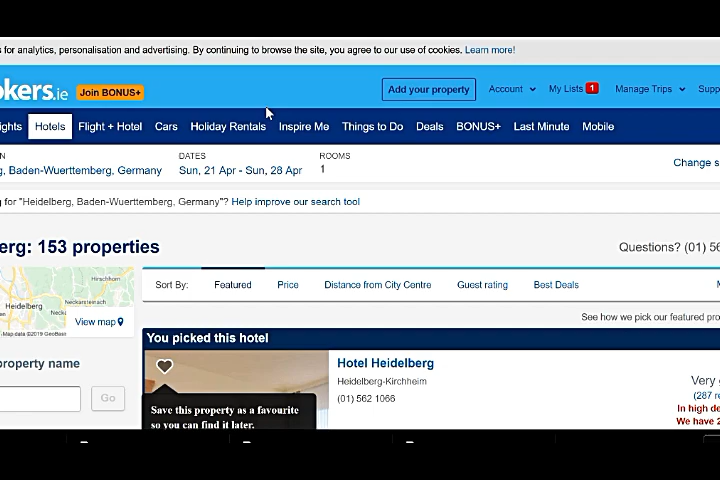 s for analytics, personalisation and advertising. By continuing to browse the site, you agree to our use of cookies. Learn more!
okers.ie Join BONUS+ Add your property Account My Lists 1 Manage Trips Supp
ights Hotels Flight + Hotel Cars Holiday Rentals Inspire Me Things to Do Deals BONUS+ Last Minute Mobile
N DATES ROOMS
g, Baden-Wuerttemberg, Germany Sun, 21 Apr - Sun, 28 Apr 1 Change s
g for "Heidelberg, Baden-Wuerttemberg, Germany"? Help improve our search tool
erg: 153 properties Questions? (01) 56
Sort By: Featured Price Distance from City Centre Guest rating Best Deals
Hirschhorn
Heidelberg
Neckarsteinach
Neckargemünd
View map
Map data ©2019 GeoBasi
See how we pick our featured pro
You picked this hotel
property name
Go
Hotel Heidelberg
Heidelberg-Kirchheim
(01) 562 1066
Very g
(287 re
In high de
We have 2
Save this property as a favourite
so you can find it later.